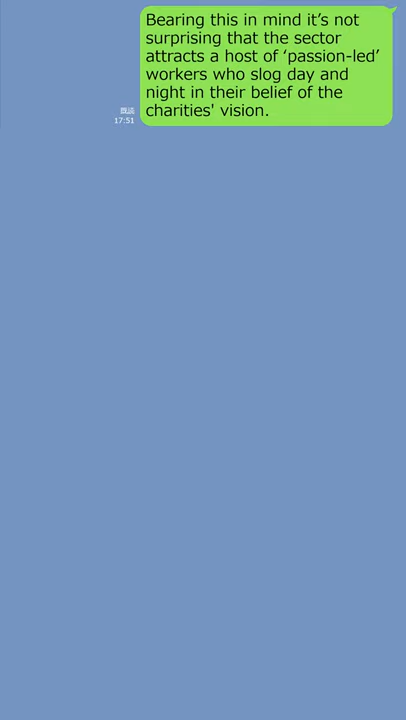 Bearing this in mind it’s not
surprising that the sector
attracts a host of ‘passion-led’
workers who slog day and
night in their belief of the
charities' vision.
既読
17:51